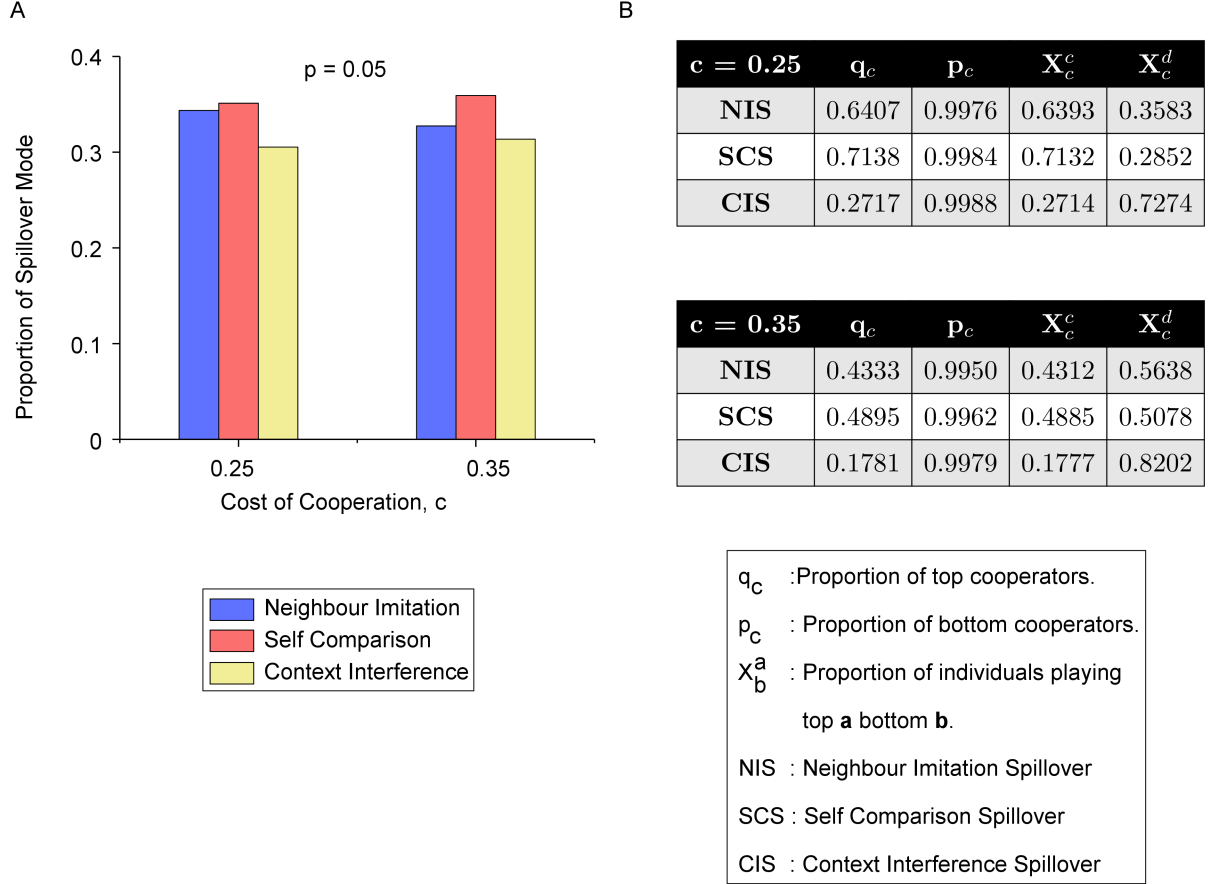 A
B
0.4
0.3
0.2
0.1
0
p = 0.05
Proportion of Spillover Mode
0.25 0.35
Cost of Cooperation, c
Neighbour Imitation
Self Comparison
Context Interference
c = 0.25 q_c p_c X_c^c X_c^d
NIS 0.6407 0.9976 0.6393 0.3583
SCS 0.7138 0.9984 0.7132 0.2852
CIS 0.2717 0.9988 0.2714 0.7274
c = 0.35 q_c p_c X_c^c X_c^d
NIS 0.4333 0.9950 0.4312 0.5638
SCS 0.4895 0.9962 0.4885 0.5078
CIS 0.1781 0.9979 0.1777 0.8202
q_c :Proportion of top cooperators.
p_c : Proportion of bottom cooperators.
X_b^a : Proportion of individuals playing
top a bottom b.
NIS : Neighbour Imitation Spillover
SCS : Self Comparison Spillover
CIS : Context Interference Spillover